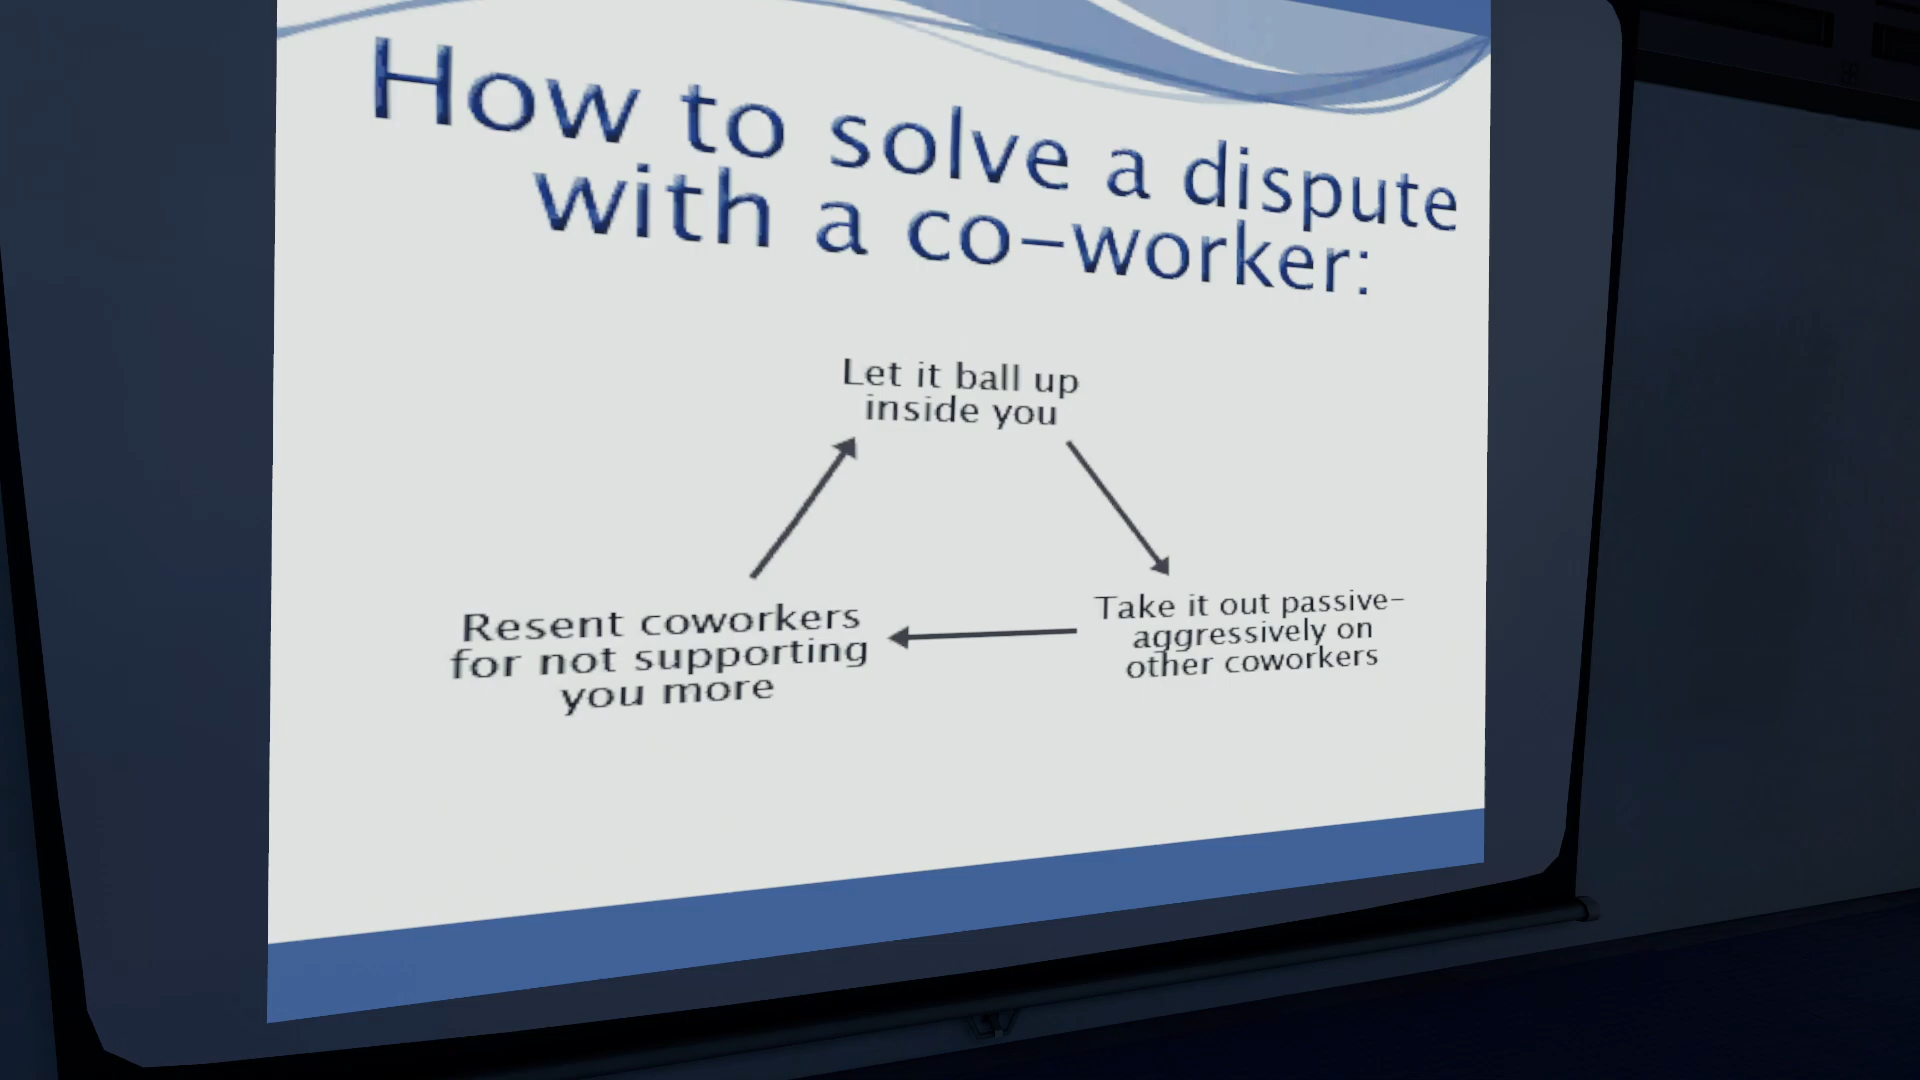 How to solve a dispute
with a co-worker:
Let it ball up
inside you
Take it out passive-
aggressively on
other coworkers
Resent coworkers
for not supporting
you more